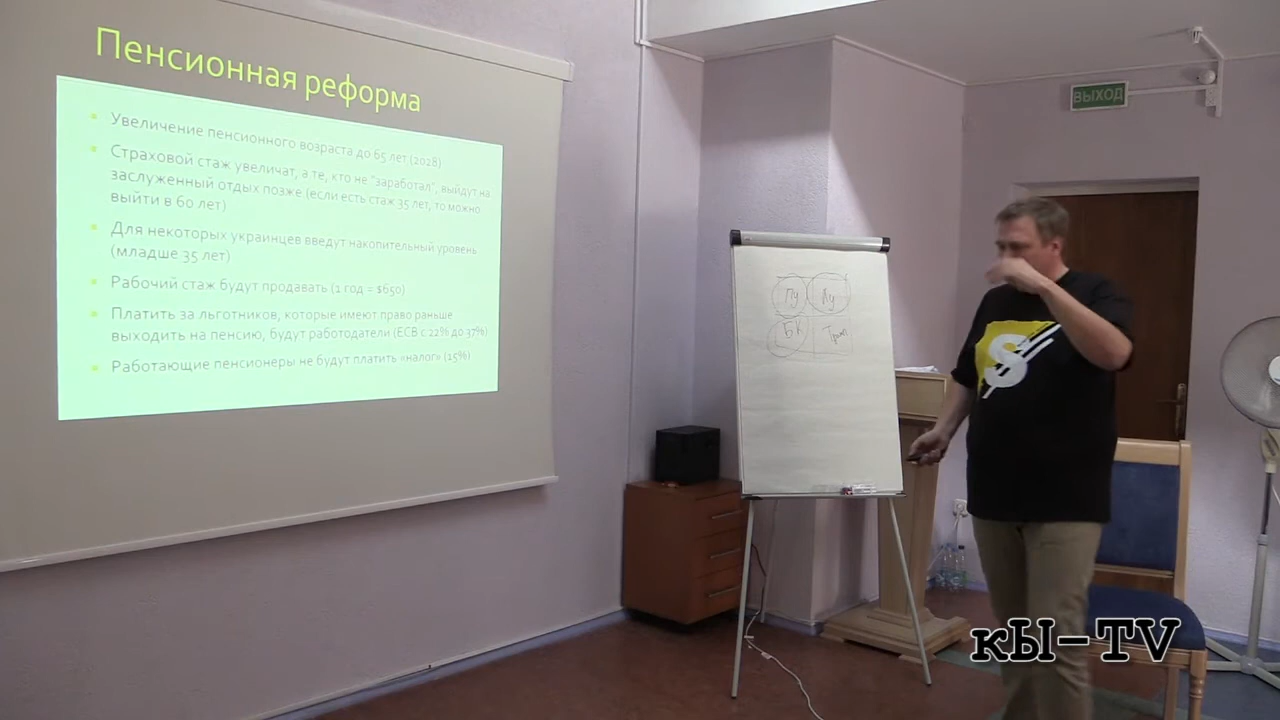 Пенсионная реформа
Увеличение пенсионного возраста до 65 лет (2028)
Страховой стаж увеличат, а те, кто не "заработал", выйдут на
заслуженный отдых позже (если есть стаж 35 лет, то можно
выйти в 60 лет)
Для некоторых украинцев введут накопительный уровень
(младше 35 лет)
Рабочий стаж будут продавать (1 год = $650)
Платить за льготников, которые имеют право раньше
выходить на пенсию, будут работодатели (ЕСВ с 22% до 37%)
Работающие пенсионеры не будут платить «налог» (15%)
ВЫХОД
Пу
БК
S
кЫ-TV